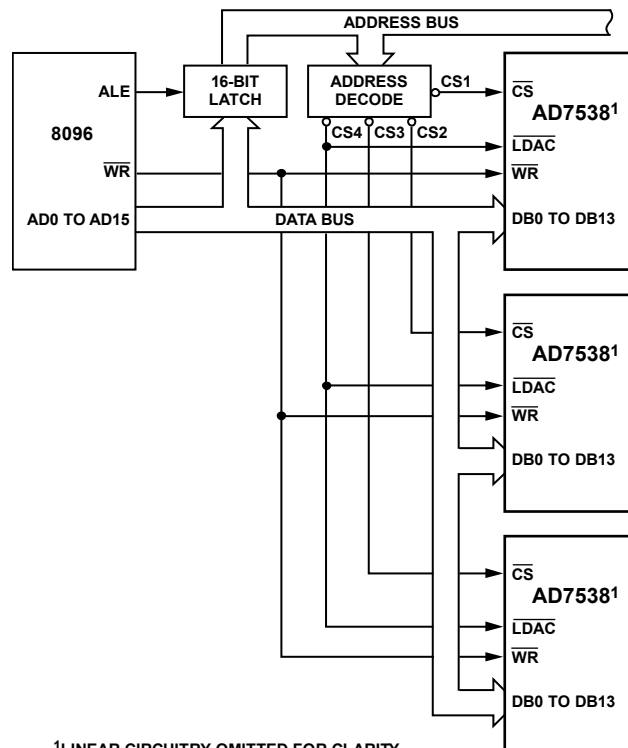 ADDRESS BUS
ALE
16-BIT
LATCH
ADDRESS
DECODE
CS1
CS
AD7538¹
8096
CS4
CS3
CS2
LDAC
WR
WR
AD0 TO AD15
DATA BUS
DB0 TO DB13
CS
AD7538¹
LDAC
WR
DB0 TO DB13
CS
AD7538¹
LDAC
WR
DB0 TO DB13
¹LINEAR CIRCUITRY OMITTED FOR CLARITY